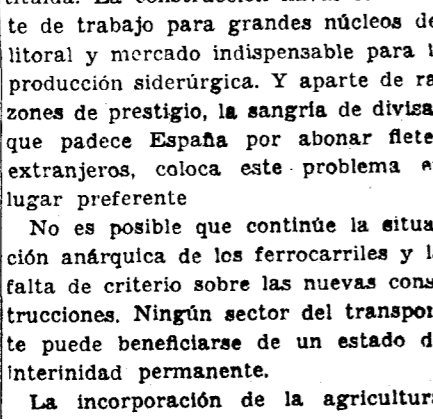 te de trabajo para grandes núcleos de
litoral y mercado indispensable para l
producción siderúrgica. Y aparte de ra
zones de prestigio, la sangría de divisa
que padece España por abonar flete
extranjeros, coloca este problema e
lugar preferente
No es posible que continúe la situa
ción anárquica de los ferrocarriles y l
falta de criterio sobre las nuevas cons
trucciones. Ningún sector del transpor
te puede beneficiarse de un estado d
interinidad permanente.
La incorporación de la agricultura